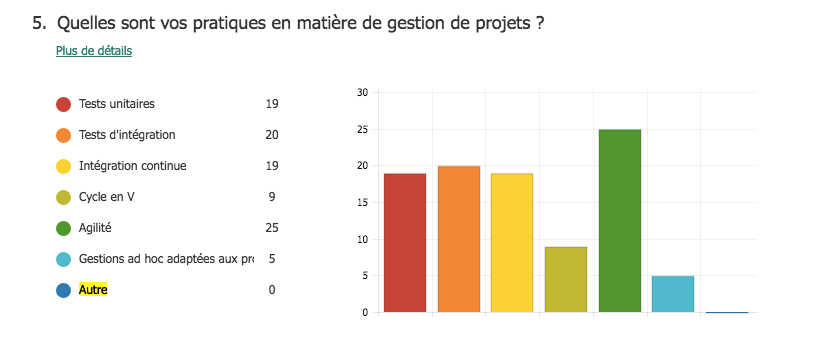 5. Quelles sont vos pratiques en matière de gestion de projets ?
Plus de détails
Tests unitaires 19
Tests d'intégration 20
Intégration continue 19
Cycle en V 9
Agilité 25
Gestions ad hoc adaptées aux pro 5
Autre 0
30
25
20
15
10
5
0